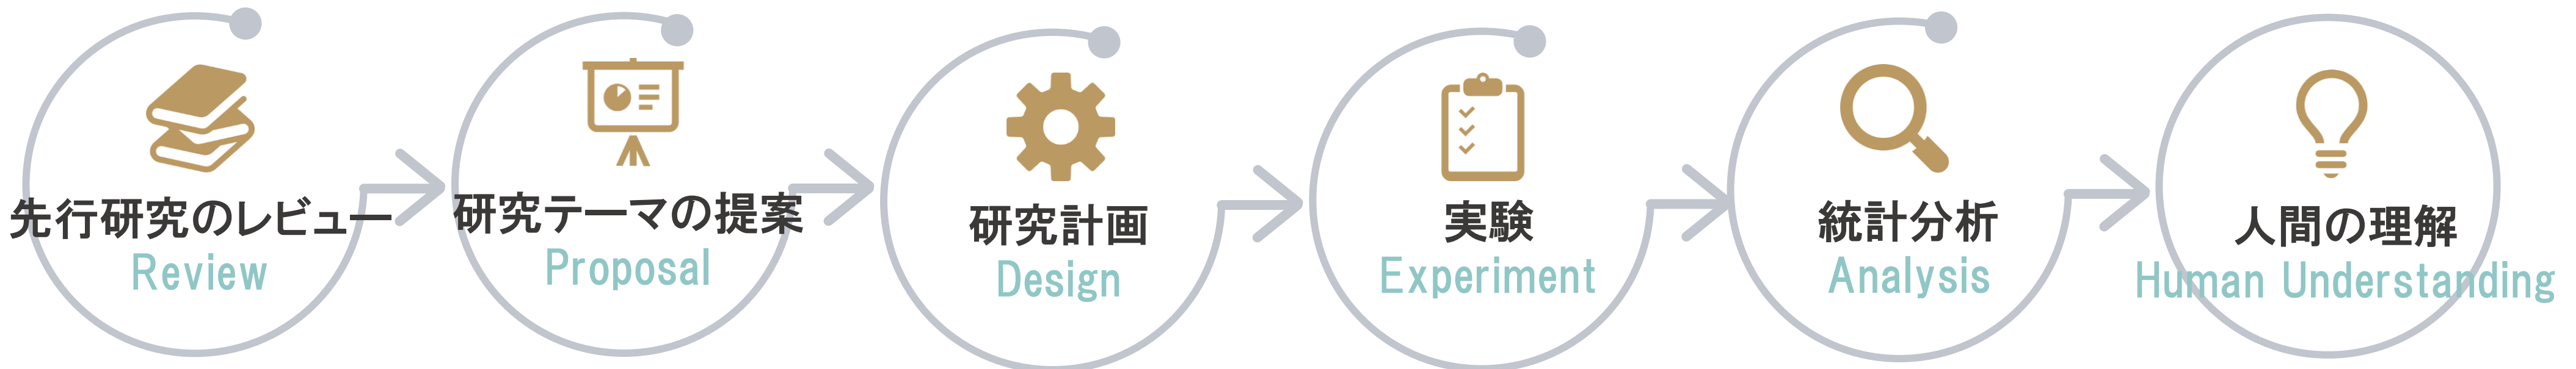 先行研究のレビュー
Review
研究テーマの提案
Proposal
研究計画
Design
実験
Experiment
統計分析
Analysis
人間の理解
Human Understanding